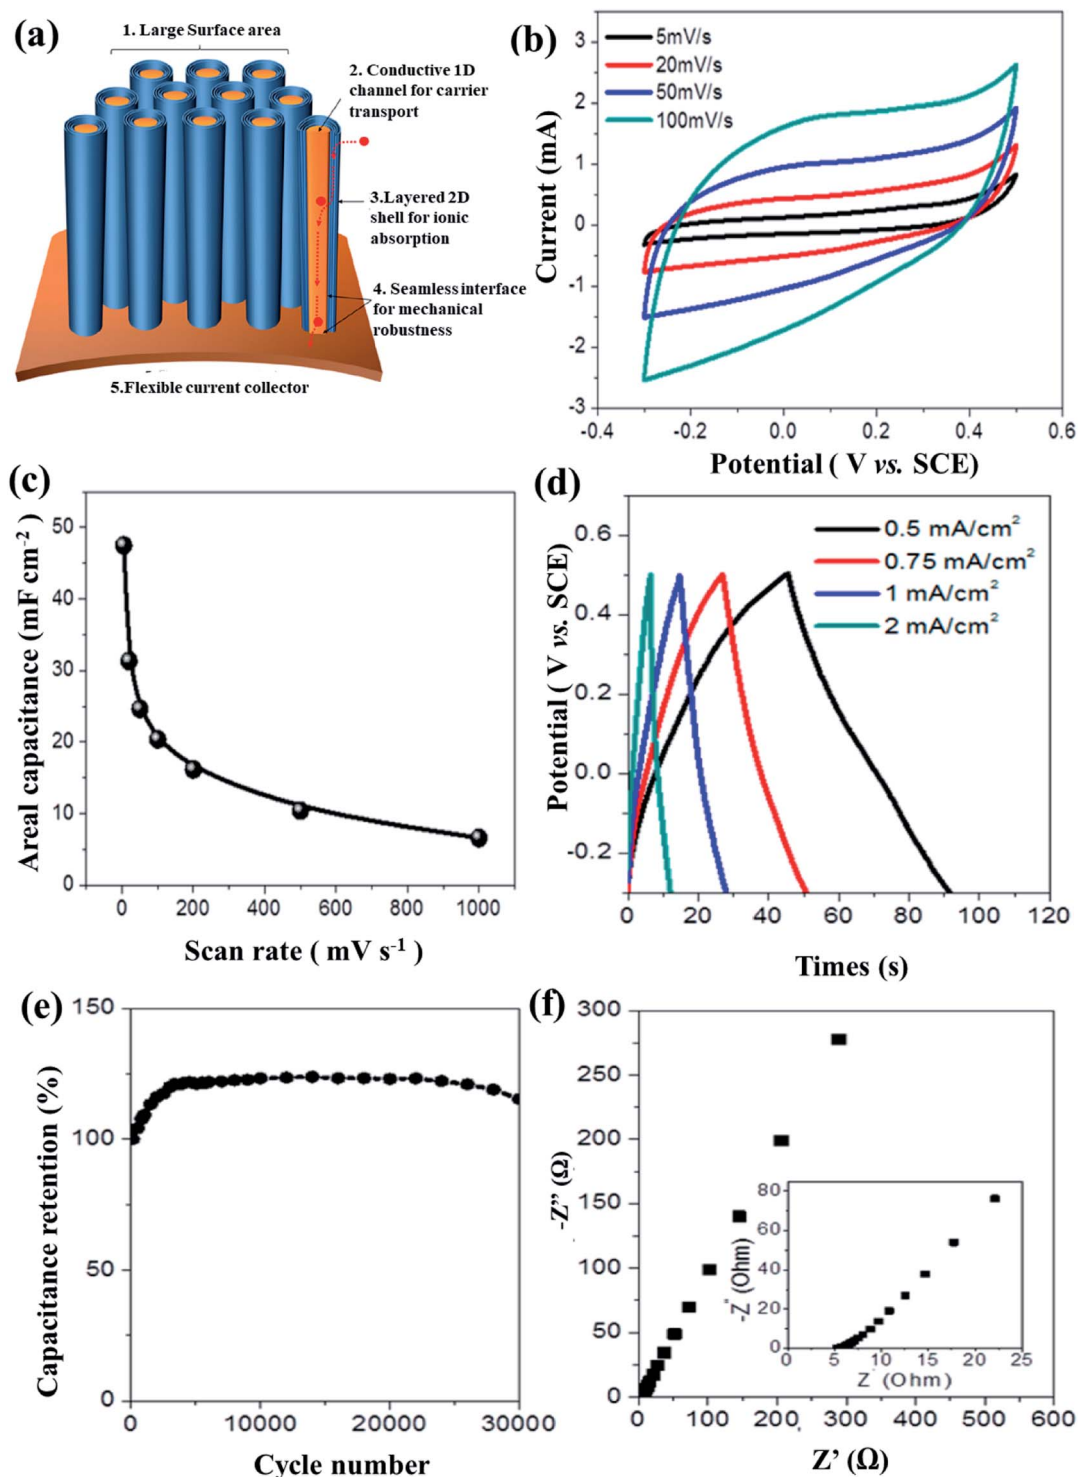 (a)
1. Large Surface area
2. Conductive 1D
channel for carrier
transport
3.Layered 2D
shell for ionic
absorption
4. Seamless interface
for mechanical
robustness
5.Flexible current collector
(b)
5mV/s
20mV/s
50mV/s
100mV/s
Current (mA)
3
2
1
0
-1
-2
-3
-0.4 -0.2 0.0 0.2 0.4 0.6
Potential ( V vs. SCE)
(c)
Areal capacitance (mF cm⁻² )
50
40
30
20
10
0
0 200 400 600 800 1000
Scan rate ( mV s⁻¹ )
(d)
0.5 mA/cm²
0.75 mA/cm²
1 mA/cm²
2 mA/cm²
Potential ( V vs. SCE)
0.6
0.4
0.2
0.0
-0.2
0 20 40 60 80 100 120
Times (s)
(e)
Capacitance retention (%)
150
100
50
0
0 10000 20000 30000
Cycle number
(f)
-Z” (Ω)
300
250
200
150
100
50
0
0 100 200 300 400 500 600
Z’ (Ω)
-Z" (Ohm)
80
60
40
20
0
0 5 10 15 20 25
Z' (Ohm)